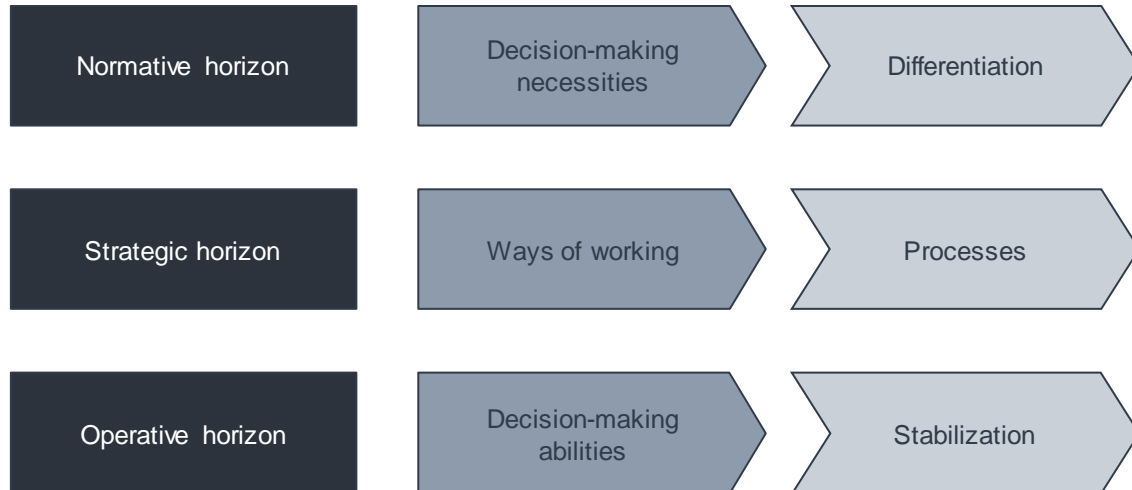 Normative horizon
Decision-making
necessities
Differentiation
Strategic horizon
Ways of working
Processes
Operative horizon
Decision-making
abilities
Stabilization